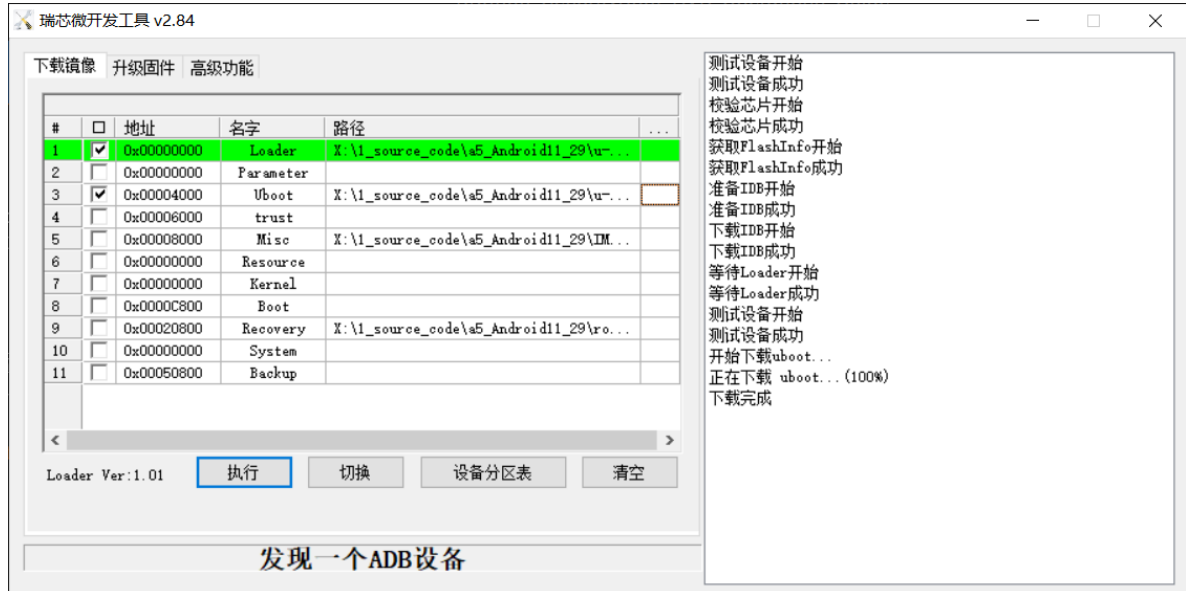 瑞芯微开发工具 v2.84
下载镜像 升级固件 高级功能
# 地址 名字 路径 ...
1 0x00000000 Loader X:\1_source_code\a5_Android11_29\u-...
2 0x00000000 Parameter
3 0x00004000 Uboot X:\1_source_code\a5_Android11_29\u-...
4 0x00006000 trust
5 0x00008000 Misc X:\1_source_code\a5_Android11_29\IM...
6 0x00000000 Resource
7 0x00000000 Kernel
8 0x0000C800 Boot
9 0x00020800 Recovery X:\1_source_code\a5_Android11_29\ro...
10 0x00000000 System
11 0x00050800 Backup
Loader Ver:1.01 执行 切换 设备分区表 清空
发现一个ADB设备
测试设备开始
测试设备成功
校验芯片开始
校验芯片成功
获取FlashInfo开始
获取FlashInfo成功
准备IDB开始
准备IDB成功
下载IDB开始
下载IDB成功
等待Loader开始
等待Loader成功
测试设备开始
测试设备成功
开始下载uboot...
正在下载 uboot...(100%)
下载完成